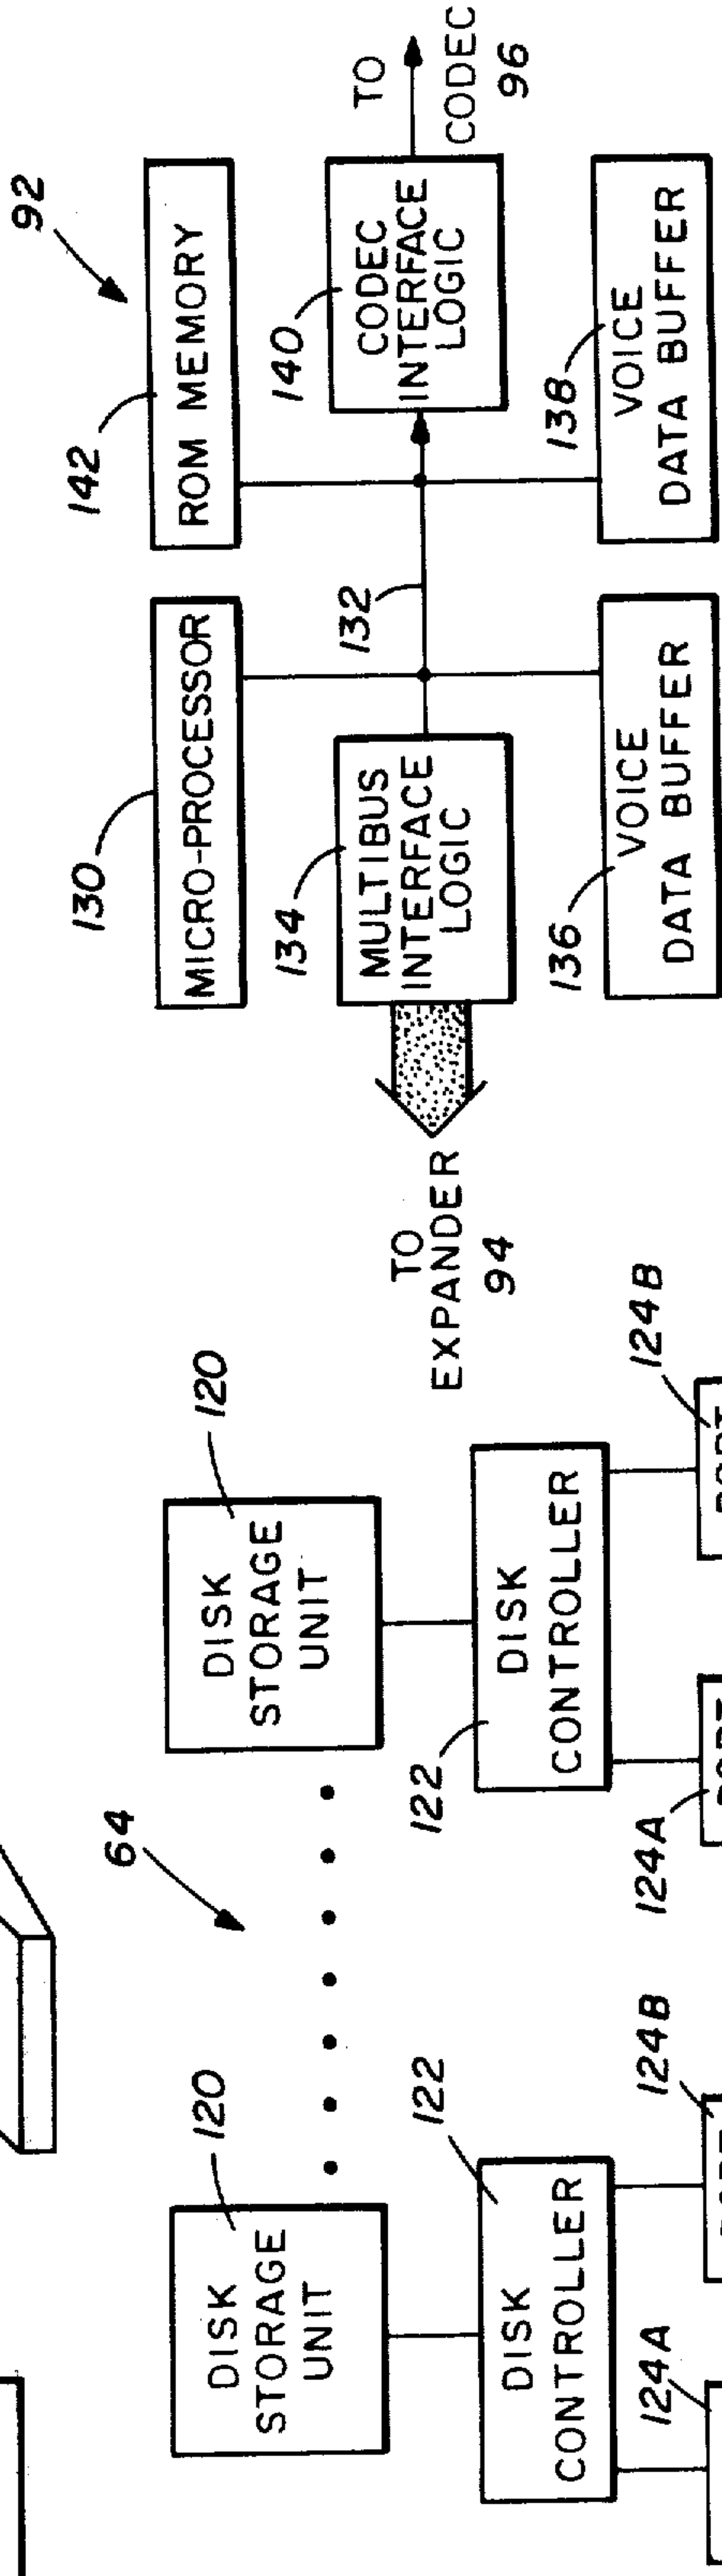 92
142
ROM MEMORY
130
MICRO-PROCESSOR
140
CODEC
INTERFACE
LOGIC
TO
CODEC
96
132
134
MULTIBUS
INTERFACE
LOGIC
TO
EXPANDER
94
136
VOICE
DATA BUFFER
138
VOICE
DATA BUFFER
64
120
DISK
STORAGE
UNIT
120
DISK
STORAGE
UNIT
122
DISK
CONTROLLER
122
DISK
CONTROLLER
124A
124B
124A
124B